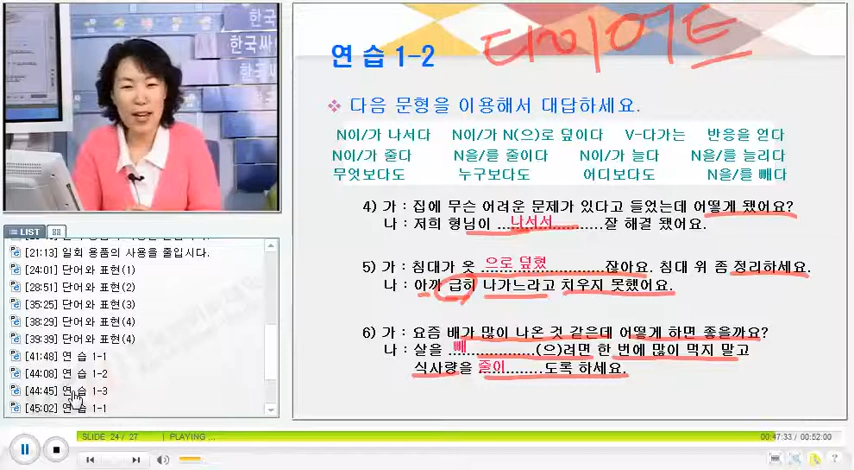 다이어트
연 습 1-2
❖ 다음 문형을 이용해서 대답하세요.
N이/가 나서다 N이/가 N(으)로 덮이다 V-다가는 반응을 얻다
N이/가 줄다 N을/를 줄이다 N이/가 늘다 N을/를 늘리다
무엇보다도 누구보다도 어디보다도 N을/를 빼다
4) 가 : 집에 무슨 어려운 문제가 있다고 들었는데 어떻게 됐어요?
나 : 저희 형님이 ...나서서...잘 해결 됐어요.
5) 가 : 침대가 옷 ...으로 덮혔...잖아요. 침대 위 좀 정리하세요.
나 : 아까 급히 나가느라고 치우지 못했어요.
6) 가 : 요즘 배가 많이 나온 것 같은데 어떻게 하면 좋을까요?
나 : 살을 ...빼...(으)려면 한 번에 많이 먹지 말고
식사량을 ...줄이...도록 하세요.
한국
한국싸이
LIST
[21:13] 일회 용품의 사용을 줄입시다.
[24:01] 단어와 표현(1)
[28:51] 단어와 표현(2)
[35:25] 단어와 표현(3)
[38:29] 단어와 표현(4)
[39:39] 단어와 표현(4)
[41:48] 연 습 1-1
[44:08] 연 습 1-2
[44:45] 연 습 1-3
[45:02] 연 습 1-1
SLIDE 24 / 27 PLAYING ...
00:47:33 / 00:52:00